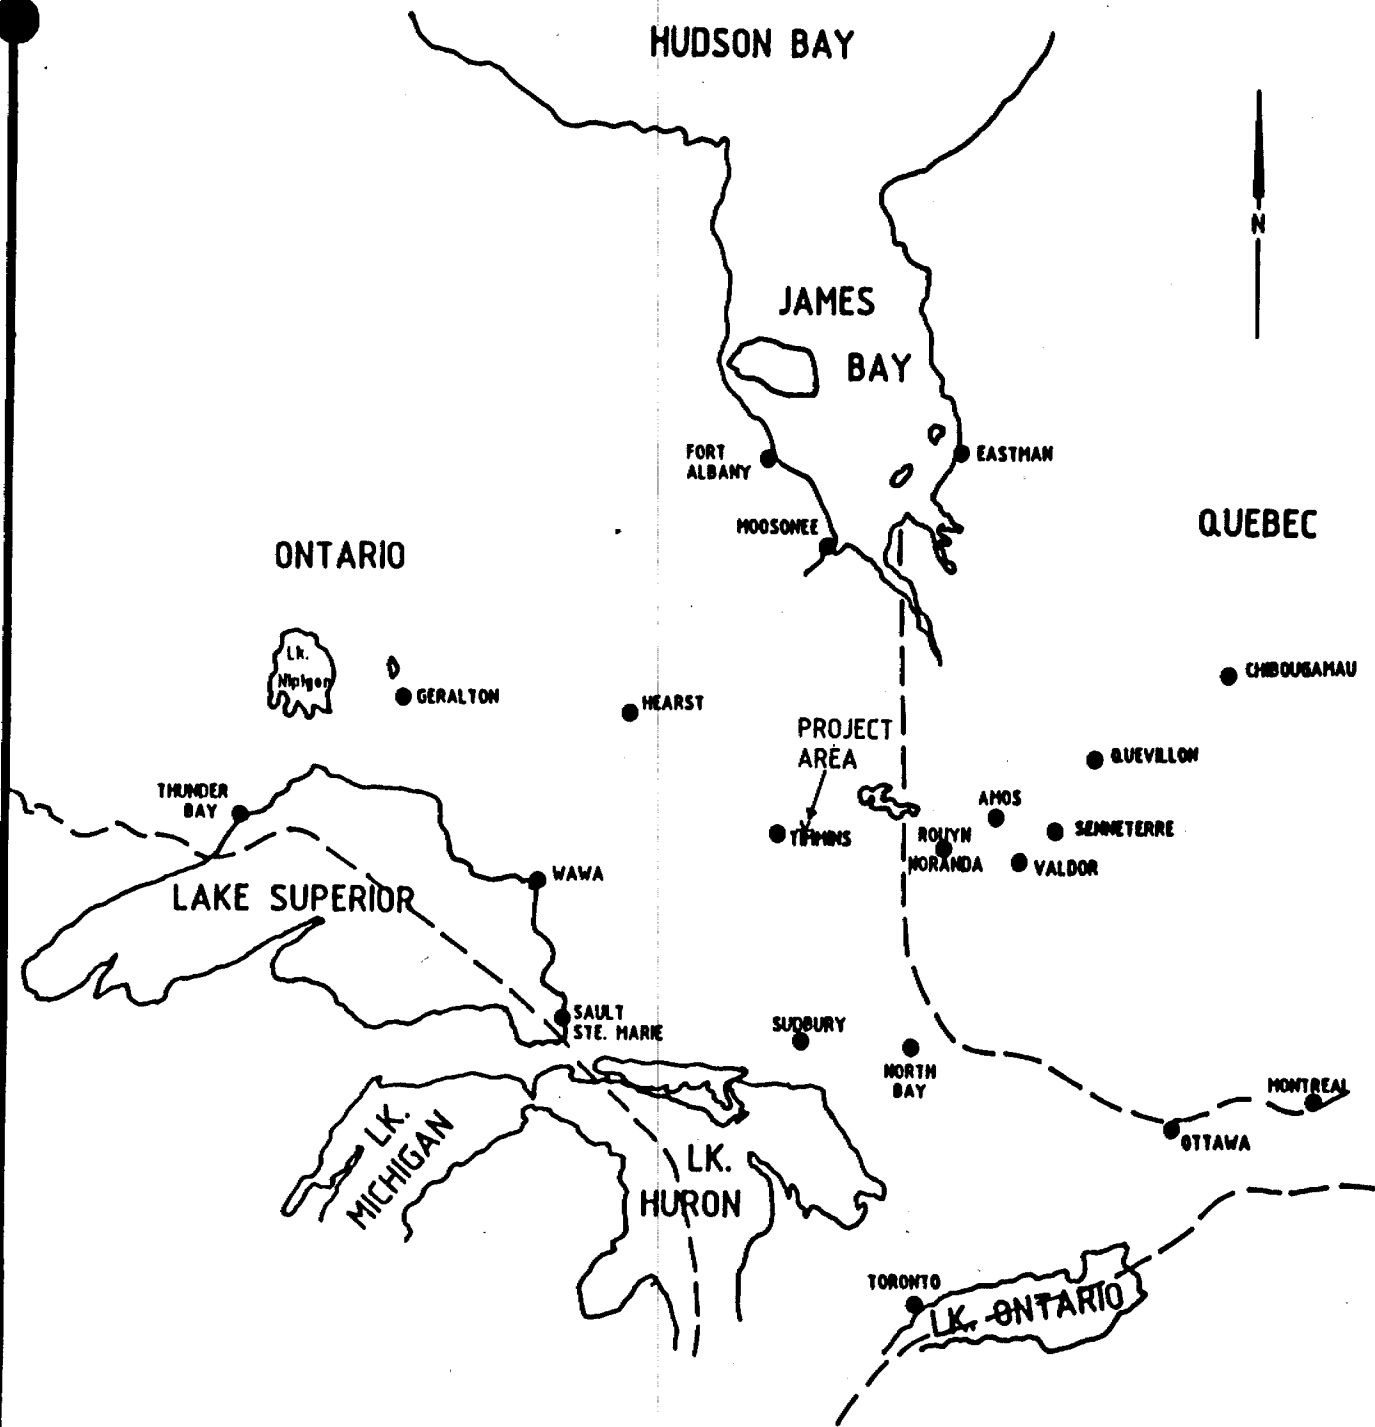 HUDSON BAY
N
JAMES
BAY
FORT
ALBANY
EASTMAN
MOOSONEE
QUEBEC
ONTARIO
Lk.
Nipigon
GERALTON
HEARST
CHIBOUGAMAU
PROJECT
AREA
QUEVILLON
THUNDER
BAY
AMOS
TIMMINS
ROUYN
NORANDA
SENNETERRE
VALDOR
WAWA
LAKE SUPERIOR
SAULT
STE. MARIE
SUDBURY
NORTH
BAY
MONTREAL
OTTAWA
LK.
MICHIGAN
LK.
HURON
TORONTO
LK. ONTARIO